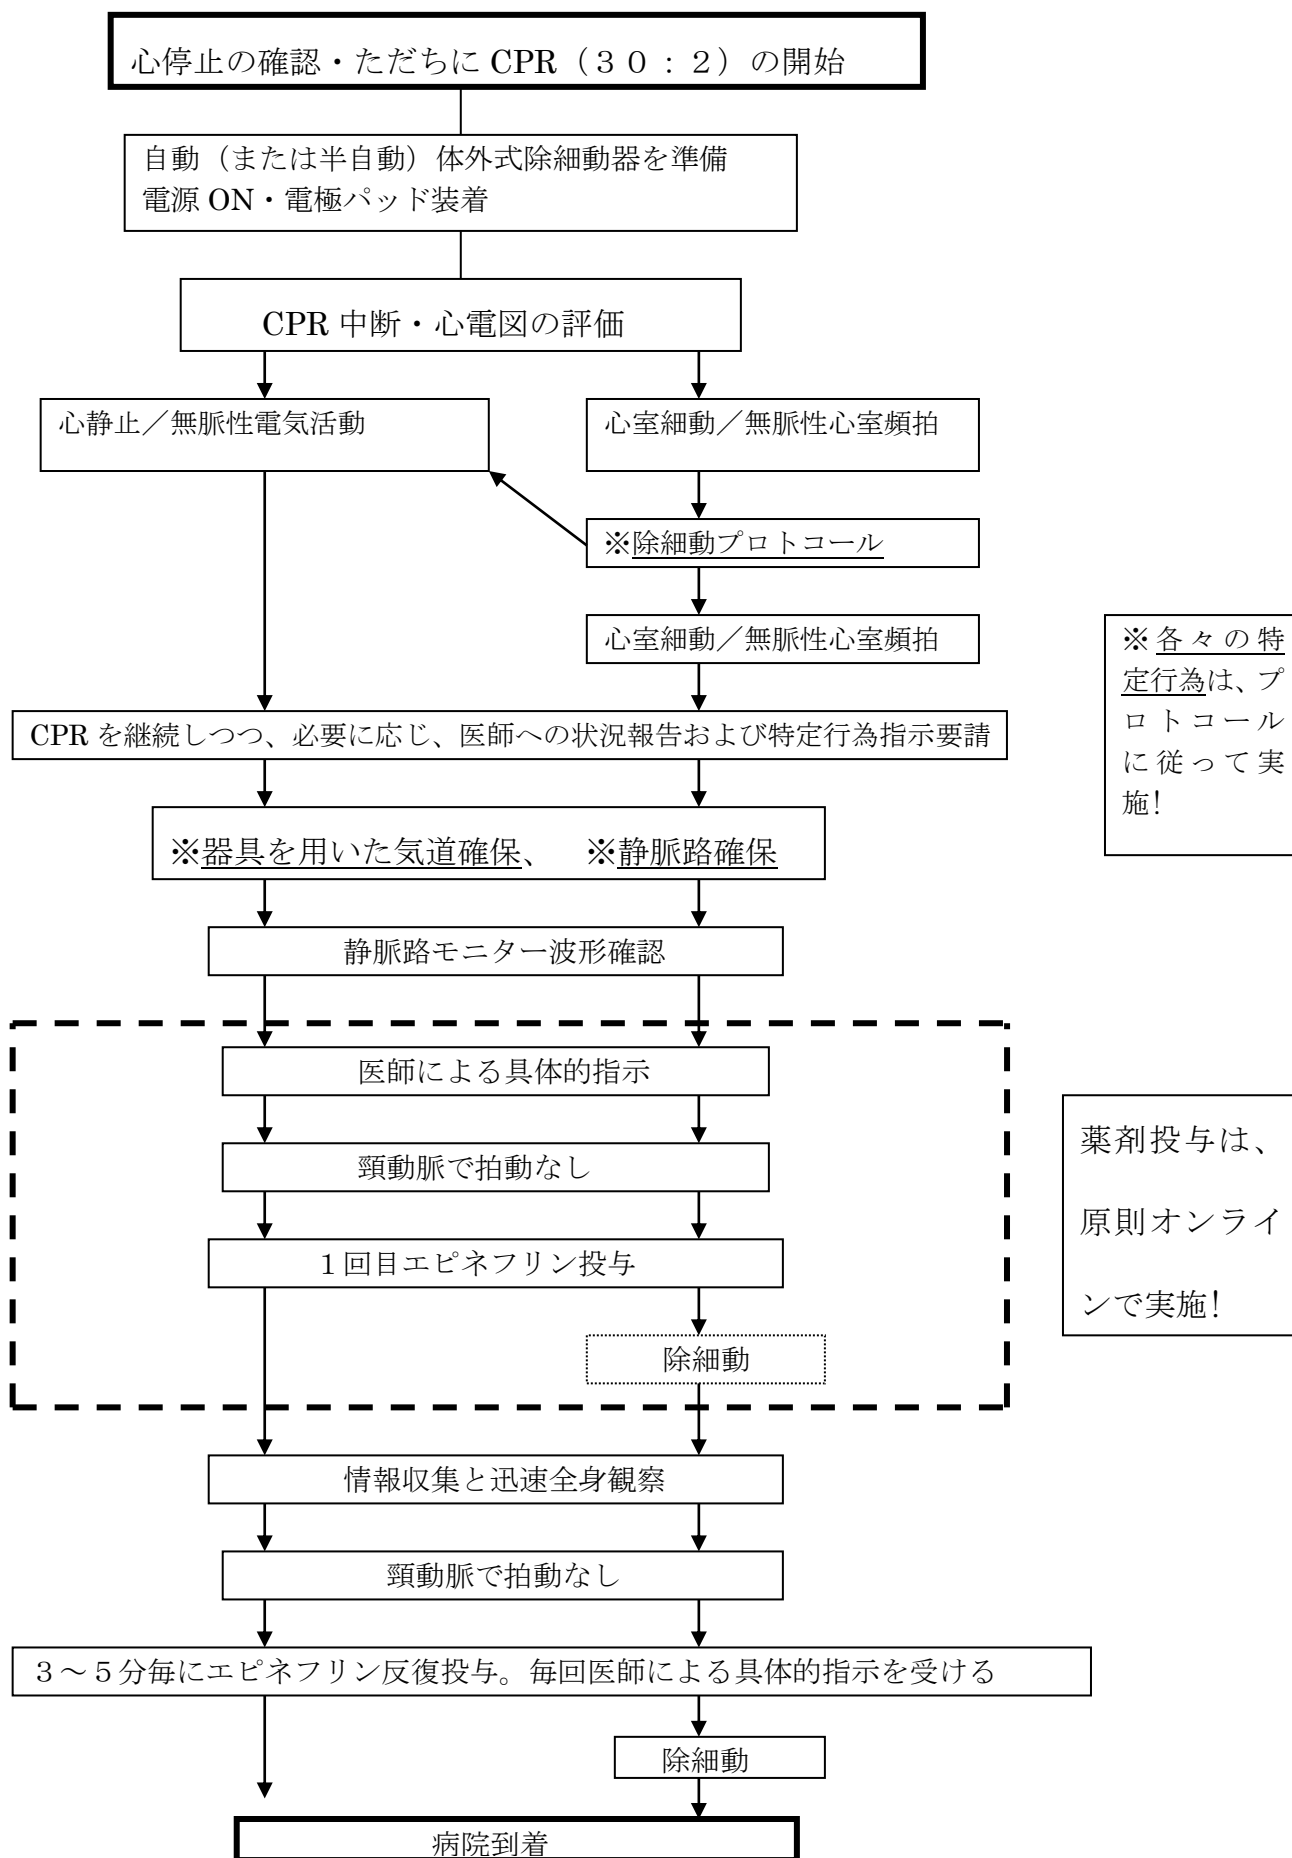 心停止の確認・ただちに CPR（３０：２）の開始
自動（または半自動）体外式除細動器を準備
電源 ON・電極パッド装着
CPR 中断・心電図の評価
心静止／無脈性電気活動
心室細動／無脈性心室頻拍
※除細動プロトコール
心室細動／無脈性心室頻拍
※各々の特
定行為は、プ
ロトコール
に従って実
施！
CPR を継続しつつ、必要に応じ、医師への状況報告および特定行為指示要請
※器具を用いた気道確保、　※静脈路確保
静脈路モニター波形確認
医師による具体的指示
頸動脈で拍動なし
１回目エピネフリン投与
除細動
薬剤投与は、
原則オンライ
ンで実施！
情報収集と迅速全身観察
頸動脈で拍動なし
３～５分毎にエピネフリン反復投与。毎回医師による具体的指示を受ける
除細動
病院到着